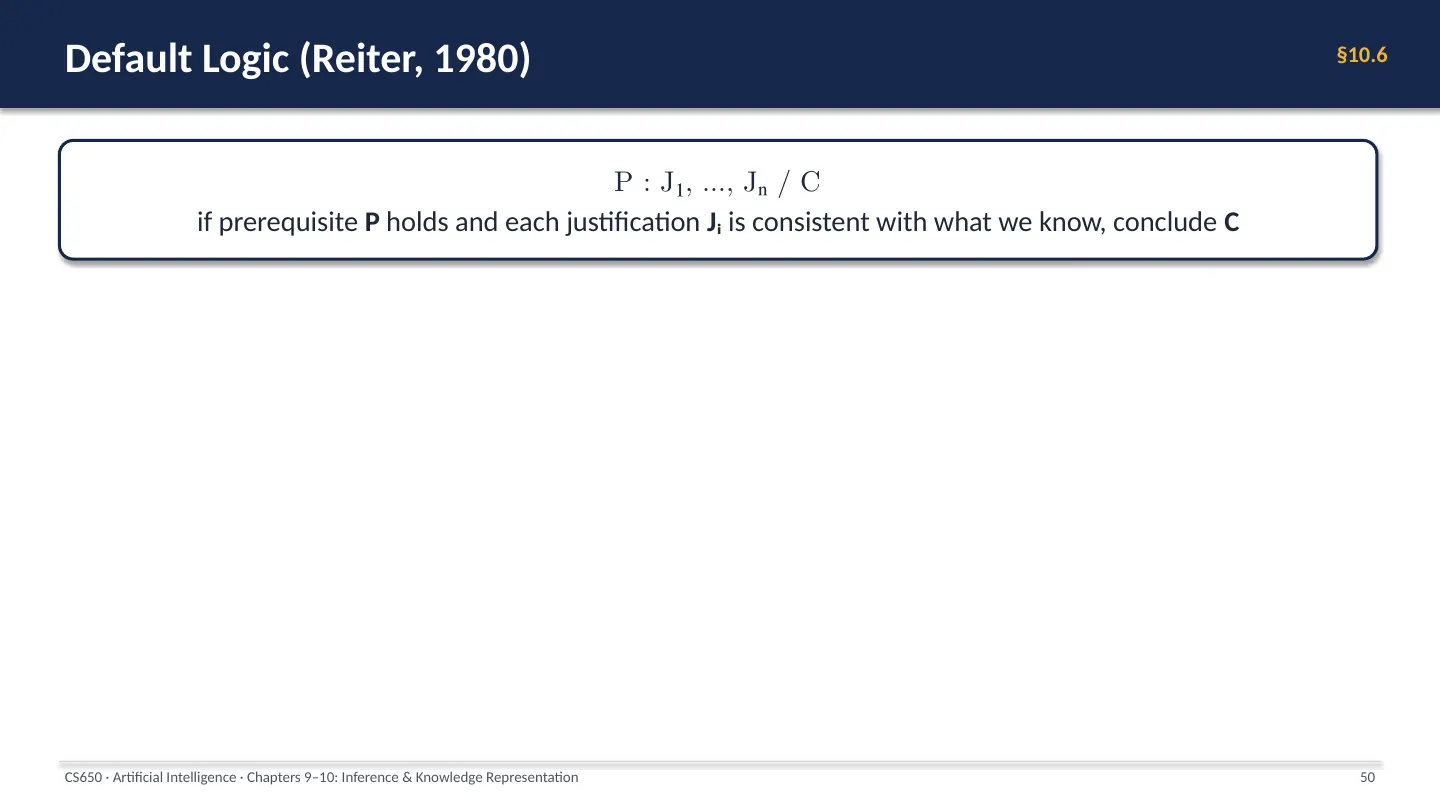 Default Logic (Reiter, 1980)
§10.6
P : J₁, ..., Jₙ / C
if prerequisite P holds and each justification Jᵢ is consistent with what we know, conclude C
CS650 · Artificial Intelligence · Chapters 9–10: Inference & Knowledge Representation
50